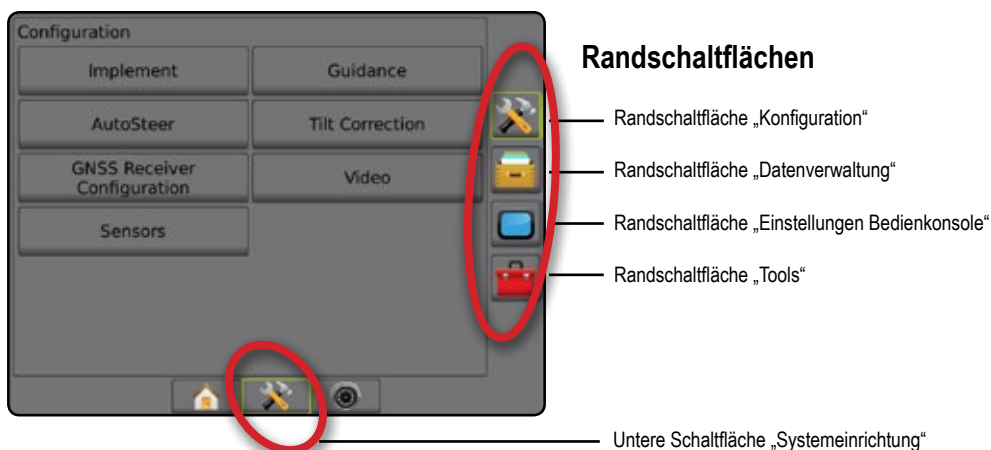 Configuration
Implement
Guidance
AutoSteer
Tilt Correction
GNSS Receiver
Configuration
Video
Sensors
Randschaltflächen
Randschaltfläche „Konfiguration“
Randschaltfläche „Datenverwaltung“
Randschaltfläche „Einstellungen Bedienkonsole“
Randschaltfläche „Tools“
Untere Schaltfläche „Systemeinrichtung“